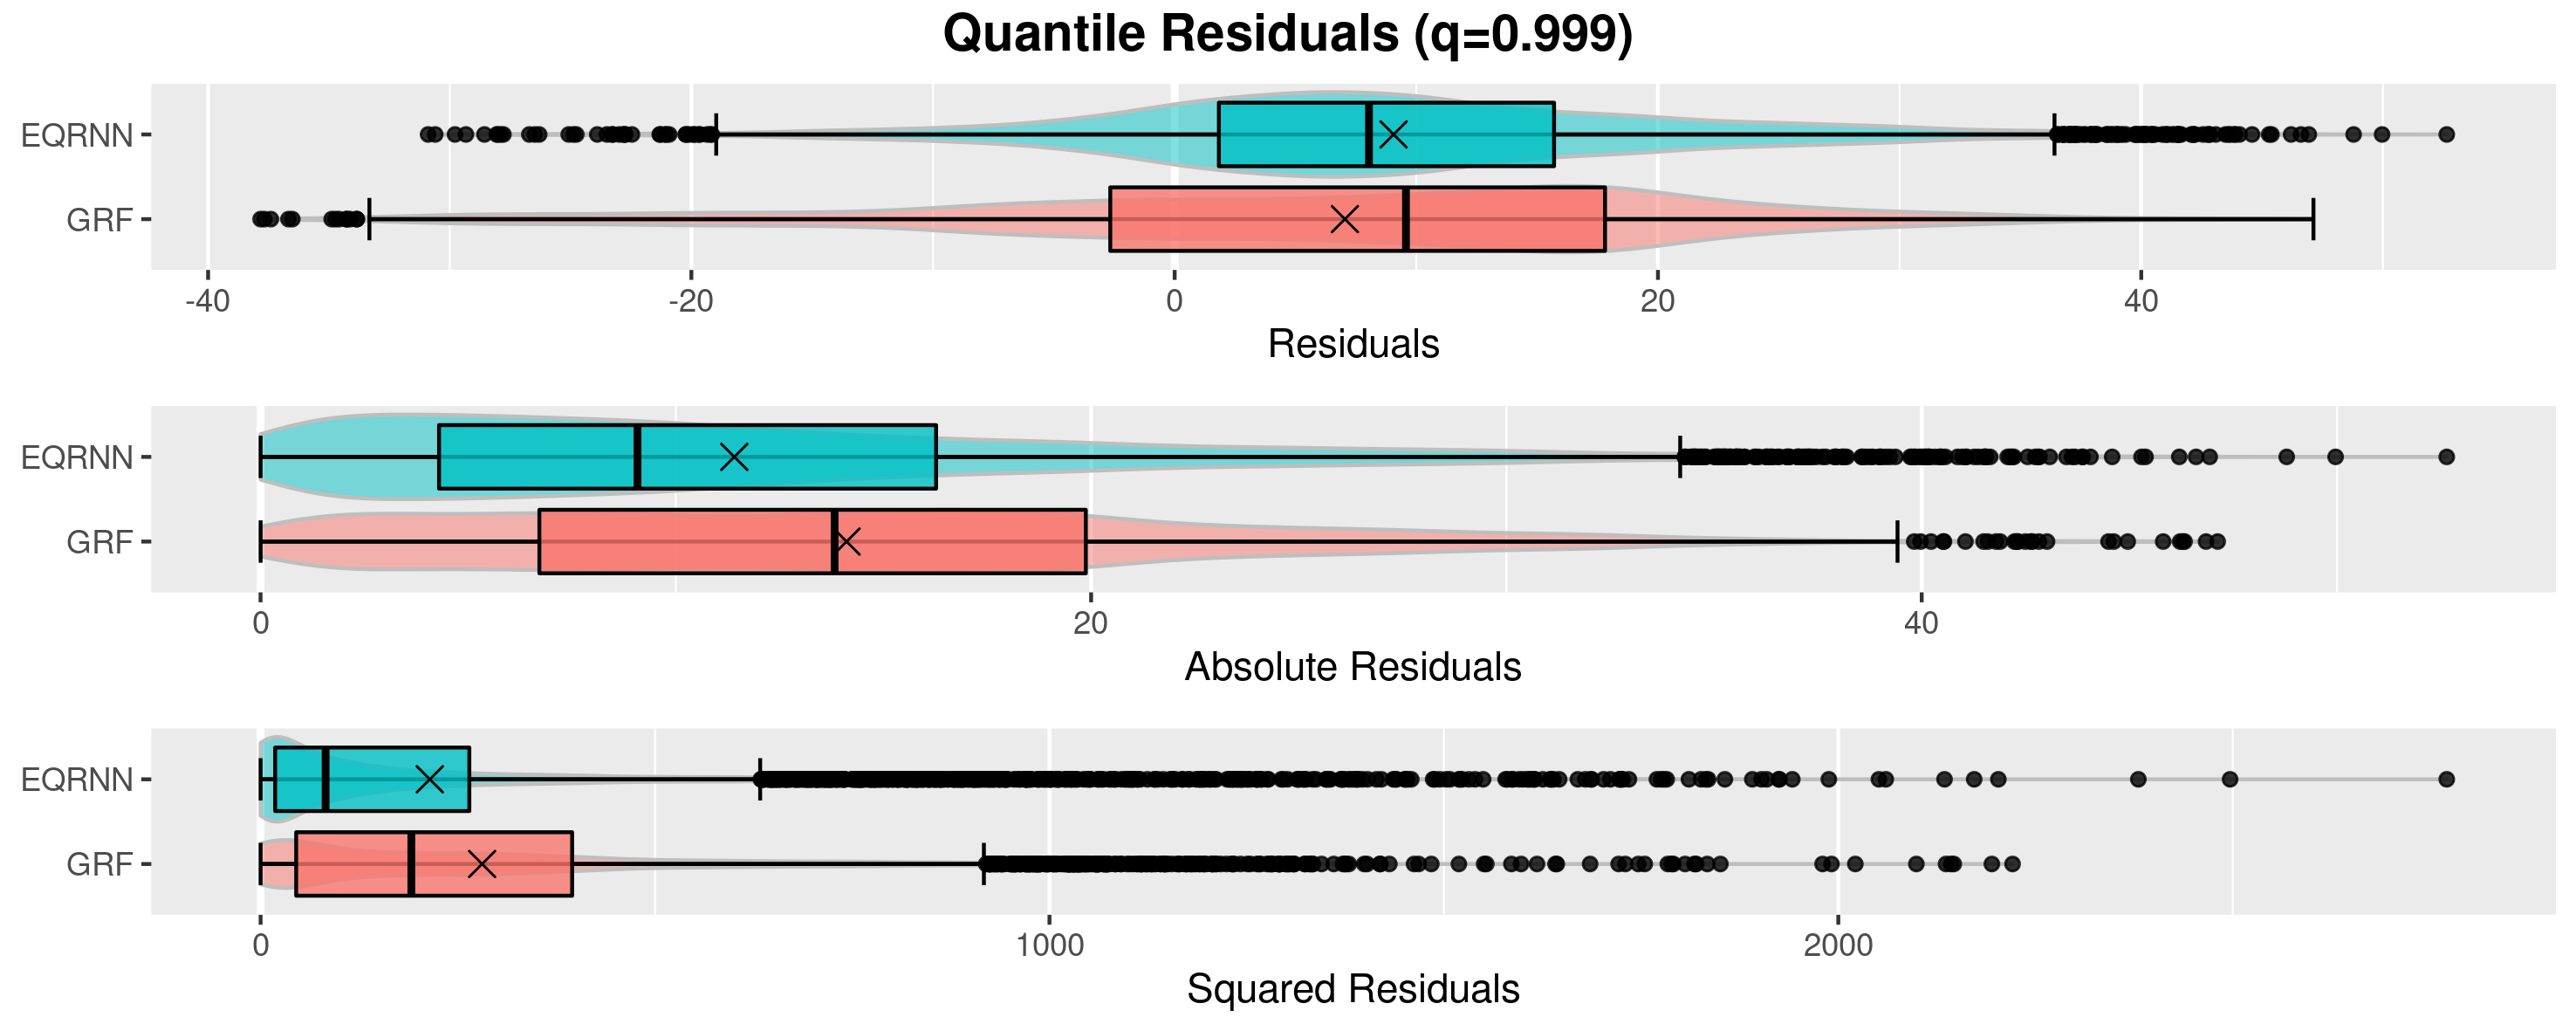 Quantile Residuals (q=0.999)
EQRNN
GRF
-40 -20 0 20 40
Residuals
EQRNN
GRF
0 20 40
Absolute Residuals
EQRNN
GRF
0 1000 2000
Squared Residuals